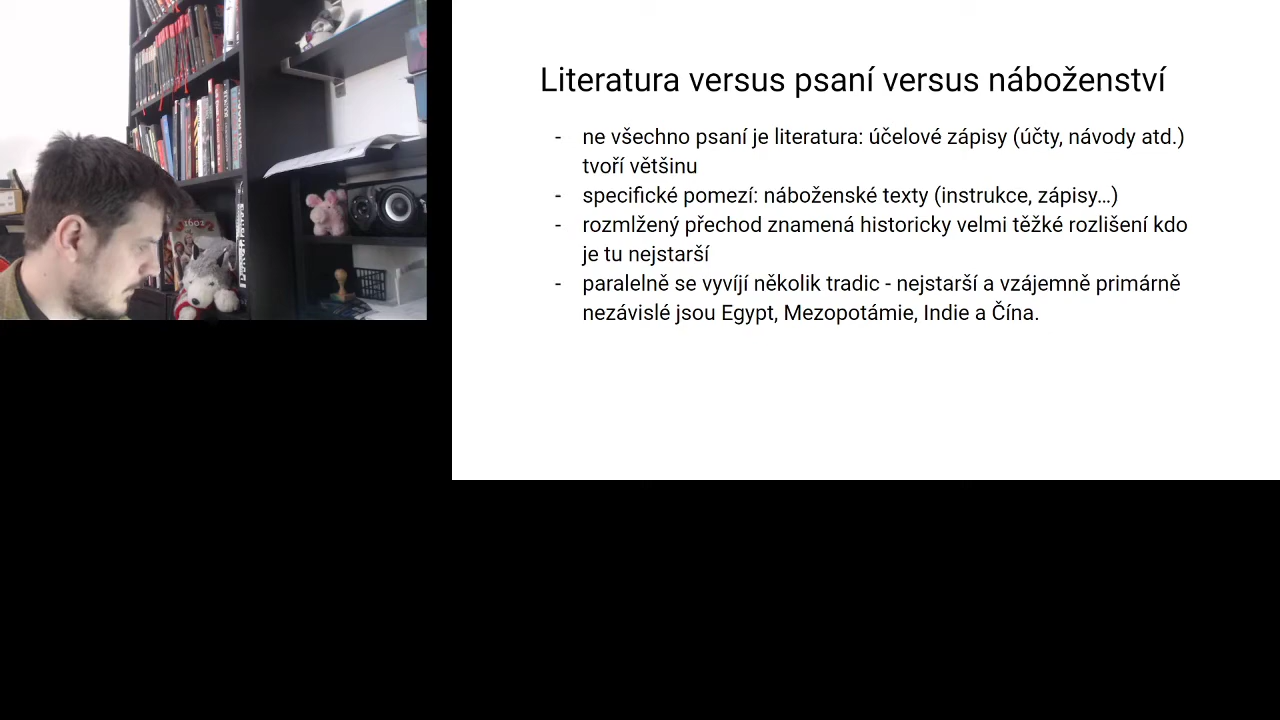 Literatura versus psaní versus náboženství
- ne všechno psaní je literatura: účelové zápisy (účty, návody atd.)
tvoří většinu
- specifické pomezí: náboženské texty (instrukce, zápisy…)
- rozmlžený přechod znamená historicky velmi těžké rozlišení kdo
je tu nejstarší
- paralelně se vyvíjí několik tradic - nejstarší a vzájemně primárně
nezávislé jsou Egypt, Mezopotámie, Indie a Čína.